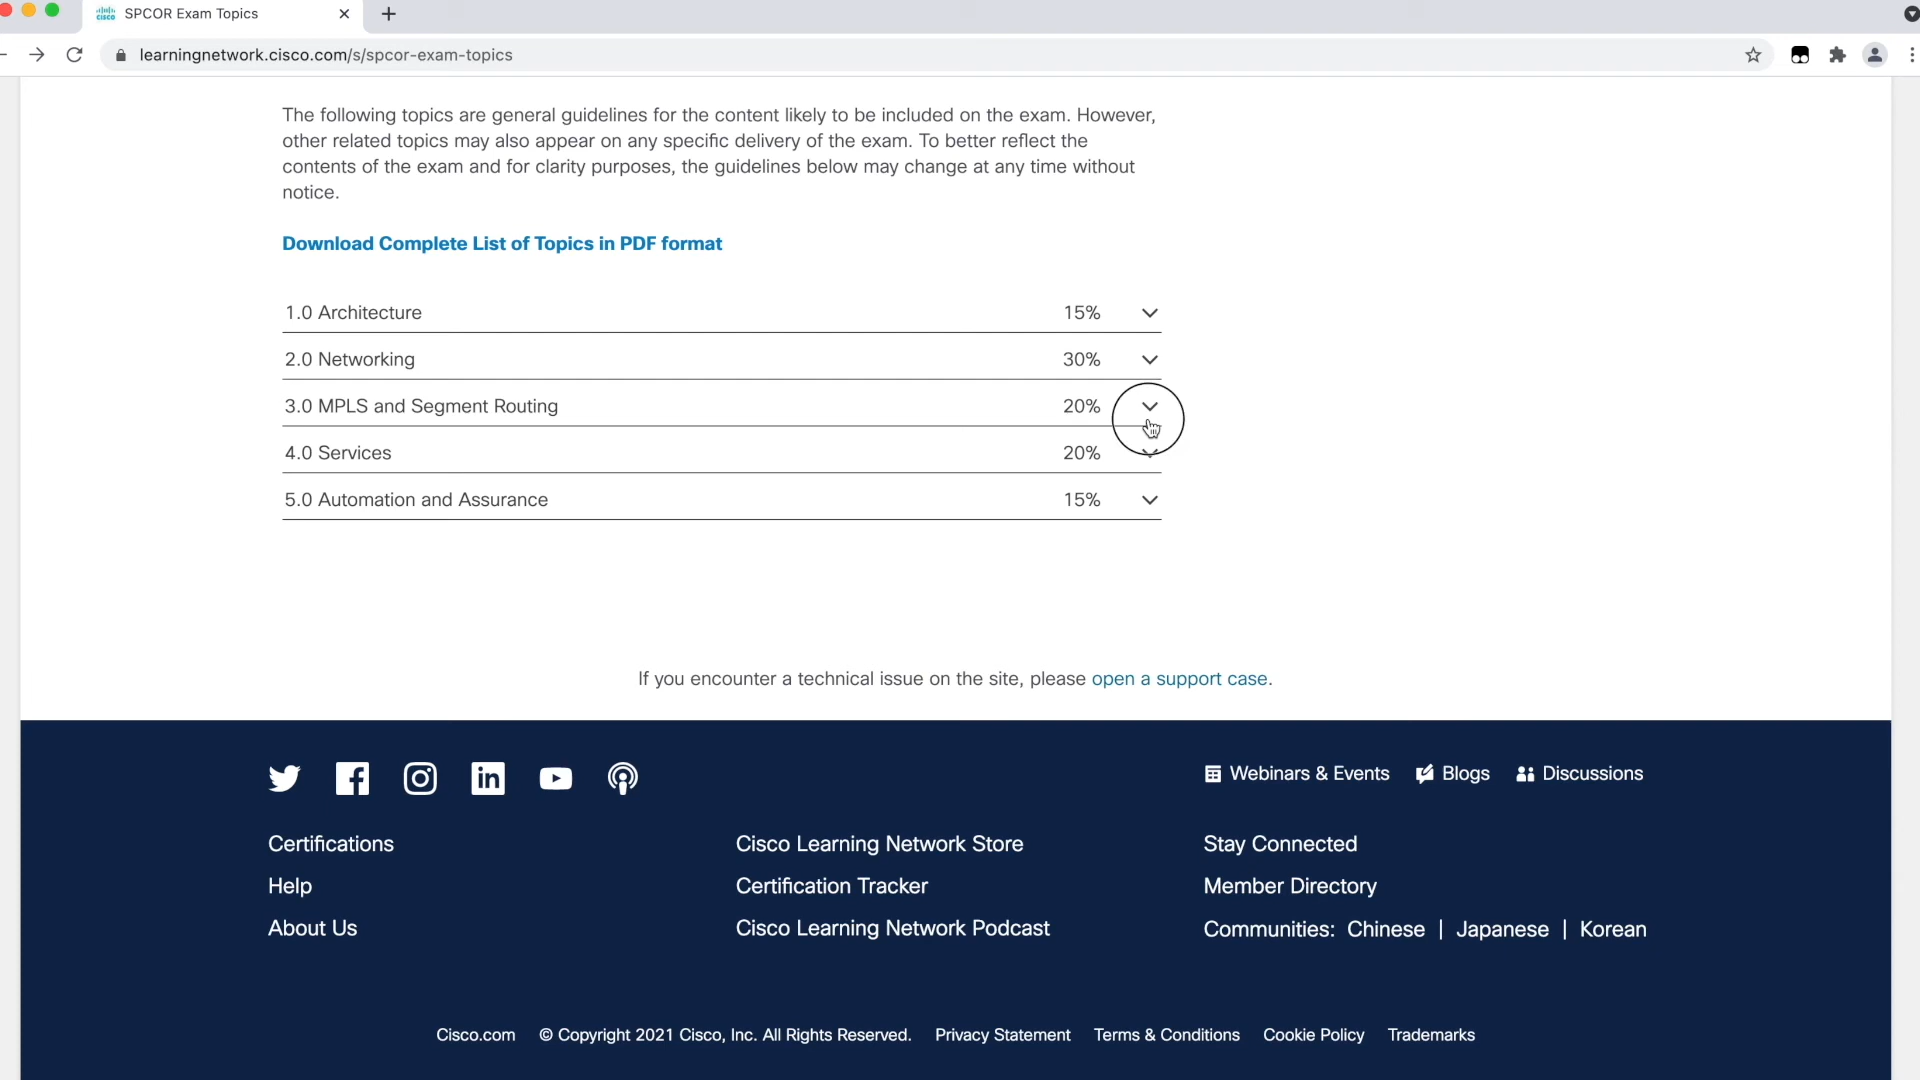 CISCO SPCOR Exam Topics
learningnetwork.cisco.com/s/spcor-exam-topics
The following topics are general guidelines for the content likely to be included on the exam. However,
other related topics may also appear on any specific delivery of the exam. To better reflect the
contents of the exam and for clarity purposes, the guidelines below may change at any time without
notice.
Download Complete List of Topics in PDF format
1.0 Architecture 15%
2.0 Networking 30%
3.0 MPLS and Segment Routing 20%
4.0 Services 20%
5.0 Automation and Assurance 15%
If you encounter a technical issue on the site, please open a support case.
in Webinars & Events Blogs Discussions
Certifications Cisco Learning Network Store Stay Connected
Help Certification Tracker Member Directory
About Us Cisco Learning Network Podcast Communities: Chinese | Japanese | Korean
Cisco.com © Copyright 2021 Cisco, Inc. All Rights Reserved. Privacy Statement Terms & Conditions Cookie Policy Trademarks